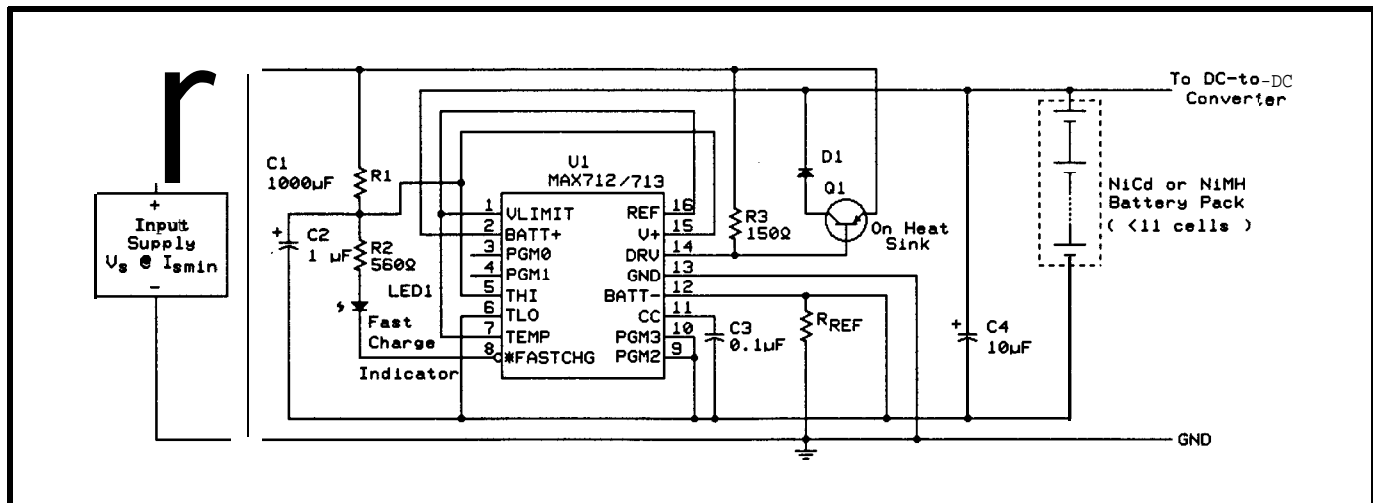 r
To DC-to-DC
Converter
C1
1000µF
R1
U1
MAX712/713
D1
Q1
On Heat
Sink
NiCd or NiMH
Battery Pack
( <11 cells )
+
Input
Supply
Vs @ Ismin
-
+
C2
1 µF
R2
560Ω
LED1
Fast
Charge
Indicator
1 VLIMIT
2 BATT+
3 PGM0
4 PGM1
5 THI
6 TLO
7 TEMP
8 *FASTCHG
REF 16
V+ 15
DRV 14
GND 13
BATT- 12
CC 11
PGM3 10
PGM2 9
R3
150Ω
C3
0.1µF
RREF
+
C4
10µF
GND